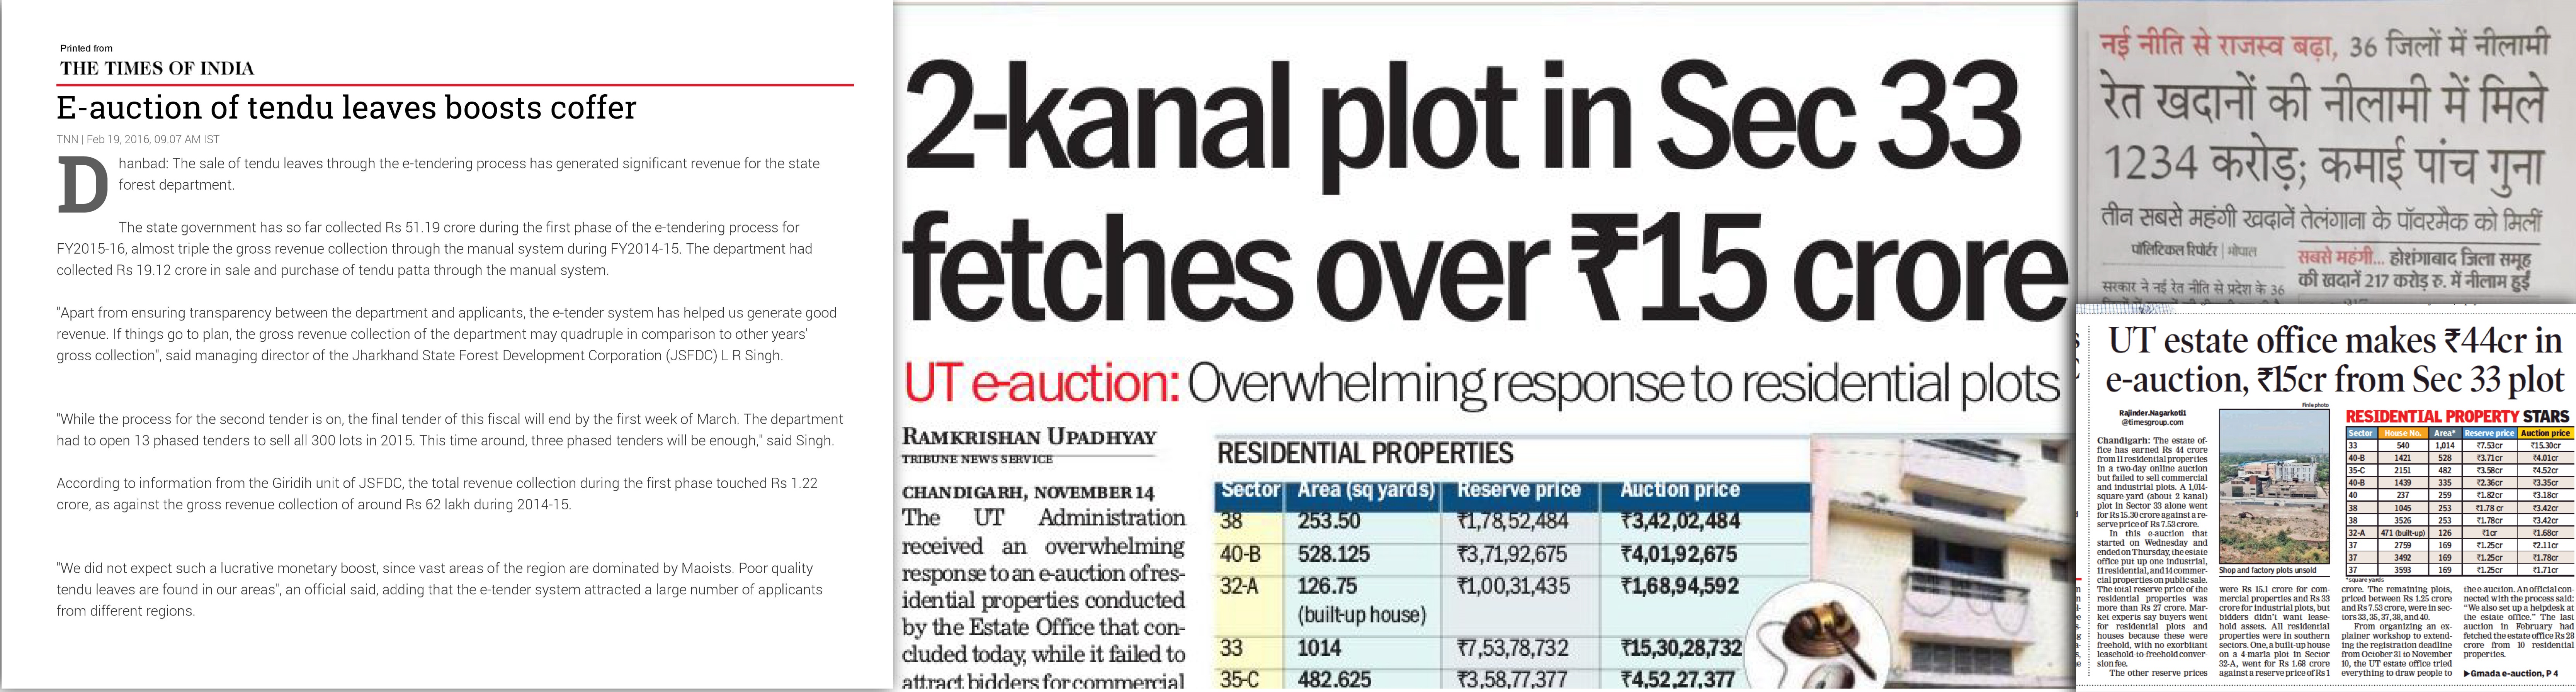 Printed from
THE TIMES OF INDIA
E-auction of tendu leaves boosts coffer
TNN | Feb 19, 2016, 09.07 AM IST
Dhanbad: The sale of tendu leaves through the e-tendering process has generated significant revenue for the state
forest department.
The state government has so far collected Rs 51.19 crore during the first phase of the e-tendering process for
FY2015-16, almost triple the gross revenue collection through the manual system during FY2014-15. The department had
collected Rs 19.12 crore in sale and purchase of tendu patta through the manual system.
"Apart from ensuring transparency between the department and applicants, the e-tender system has helped us generate good
revenue. If things go to plan, the gross revenue collection of the department may quadruple in comparison to other years'
gross collection", said managing director of the Jharkhand State Forest Development Corporation (JSFDC) L R Singh.
"While the process for the second tender is on, the final tender of this fiscal will end by the first week of March. The department
had to open 13 phased tenders to sell all 300 lots in 2015. This time around, three phased tenders will be enough," said Singh.
According to information from the Giridih unit of JSFDC, the total revenue collection during the first phase touched Rs 1.22
crore, as against the gross revenue collection of around Rs 62 lakh during 2014-15.
"We did not expect such a lucrative monetary boost, since vast areas of the region are dominated by Maoists. Poor quality
tendu leaves are found in our areas", an official said, adding that the e-tender system attracted a large number of applicants
from different regions.
2-kanal plot in Sec 33
fetches over ₹15 crore
UT e-auction: Overwhelming response to residential plots
RAMKRISHAN UPADHYAY
TRIBUNE NEWS SERVICE
CHANDIGARH, NOVEMBER 14
The UT Administration
received an overwhelming
response to an e-auction of res-
idential properties conducted
by the Estate Office that con-
cluded today, while it failed to
attract bidders for commercial
RESIDENTIAL PROPERTIES
Sector Area (sq yards) Reserve price Auction price
38 253.50 ₹1,78,52,484 ₹3,42,02,484
40-B 528.125 ₹3,71,92,675 ₹4,01,92,675
32-A 126.75 ₹1,00,31,435 ₹1,68,94,592
(built-up house)
33 1014 ₹7,53,78,732 ₹15,30,28,732
35-C 482.625 ₹3,58,77,377 ₹4,52,27,377
नई नीति से राजस्व बढ़ा, 36 जिलों में नीलामी
रेत खदानों की नीलामी में मिले
1234 करोड़; कमाई पांच गुना
तीन सबसे महंगी खदानें तेलंगाना के पॉवरमैक को मिलीं
पॉलिटिकल रिपोर्टर | भोपाल
सरकार ने नई रेत नीति से प्रदेश के 36
सबसे महंगी... होशंगाबाद जिला समूह
की खदानें 217 करोड़ रु. में नीलाम हुईं
UT estate office makes ₹44cr in
e-auction, ₹15cr from Sec 33 plot
Rajinder.Nagarkoti1
@timesgroup.com
Chandigarh: The estate of-
fice has earned Rs 44 crore
from 11 residential properties
in a two-day online auction
but failed to sell commercial
and industrial plots. A 1,014-
square-yard (about 2 kanal)
plot in Sector 33 alone went
for Rs 15.30 crore against a re-
serve price of Rs 7.53 crore.
In this e-auction that
started on Wednesday and
ended on Thursday, the estate
office put up one industrial,
11 residential, and 14 commer-
cial properties on public sale.
The total reserve price of the
residential properties was
more than Rs 27 crore. Mar-
ket experts say buyers went
for residential plots and
houses because these were
freehold, with no exorbitant
leasehold-to-freehold conver-
sion fee.
The other reserve prices
File photo
Shop and factory plots unsold
were Rs 15.1 crore for com-
mercial properties and Rs 33
crore for industrial plots, but
bidders didn't want lease-
hold assets. All residential
properties were in southern
sectors. One, a built-up house
on a 4-marla plot in Sector
32-A, went for Rs 1.68 crore
against a reserve price of Rs 1
RESIDENTIAL PROPERTY STARS
Sector House No. Area* Reserve price Auction price
33 540 1,014 ₹7.53cr ₹15.30cr
40-B 1421 528 ₹3.71cr ₹4.01cr
35-C 2151 482 ₹3.58cr ₹4.52cr
40-B 1439 335 ₹2.36cr ₹3.35cr
40 237 259 ₹1.82cr ₹3.18cr
38 1045 253 ₹1.78 cr ₹3.42cr
38 3526 253 ₹1.78cr ₹3.42cr
32-A 471 (built-up) 126 ₹1cr ₹1.68cr
37 2759 169 ₹1.25cr ₹2.11cr
37 3492 169 ₹1.25cr ₹1.78cr
37 3593 169 ₹1.25cr ₹1.71cr
*square yards
crore. The remaining plots,
priced between Rs 1.25 crore
and Rs 7.53 crore, were in sec-
tors 33, 35, 37, 38, and 40.
From organizing an ex-
plainer workshop to extend-
ing the registration deadline
from October 31 to November
10, the UT estate office tried
everything to draw people to
the e-auction. An official con-
nected with the process said:
"We also set up a helpdesk at
the estate office." The last
auction in February had
fetched the estate office Rs 28
crore from 10 residential
properties.
▶Gmada e-auction, P 4